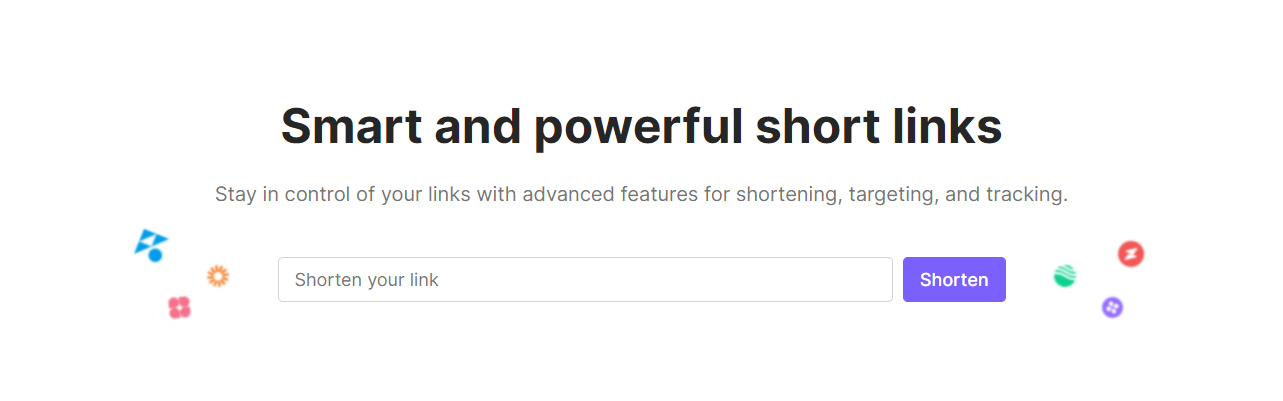 Smart and powerful short links
Stay in control of your links with advanced features for shortening, targeting, and tracking.
Shorten your link
Shorten